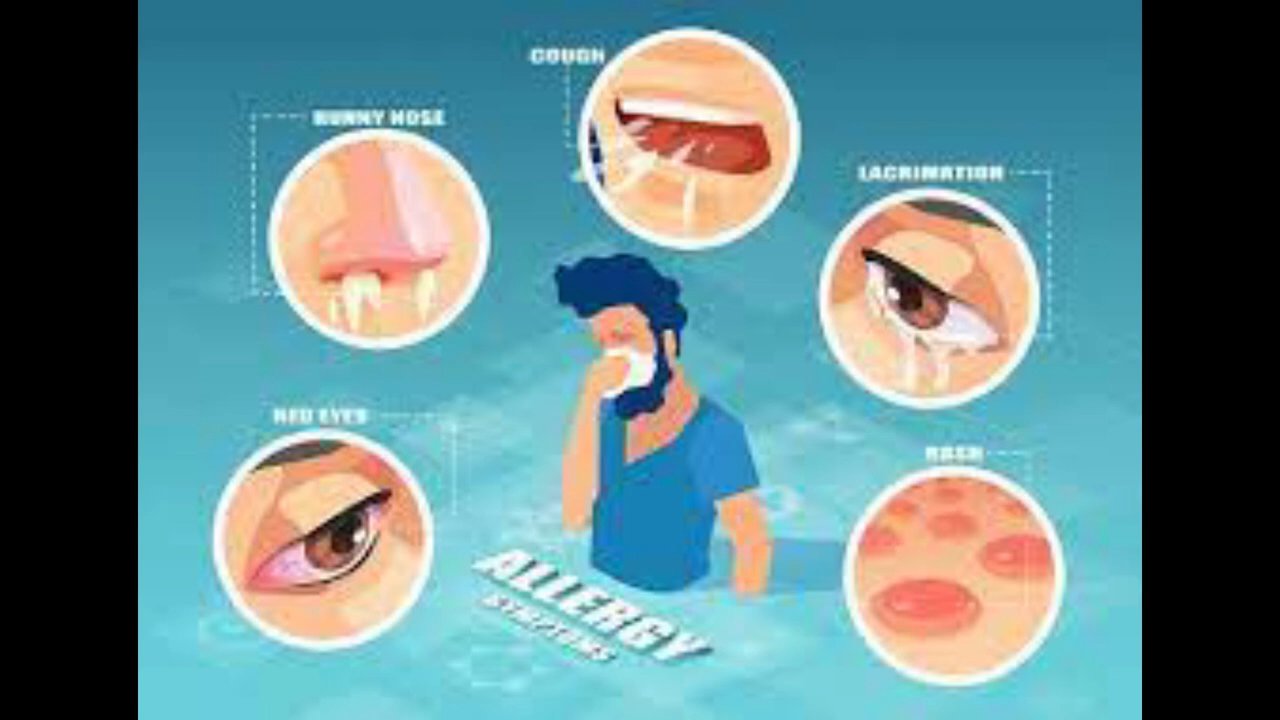 COUGH
RUNNY NOSE
LACRIMATION
RED EYES
RASH
ALLERGY
SYMPTOMS